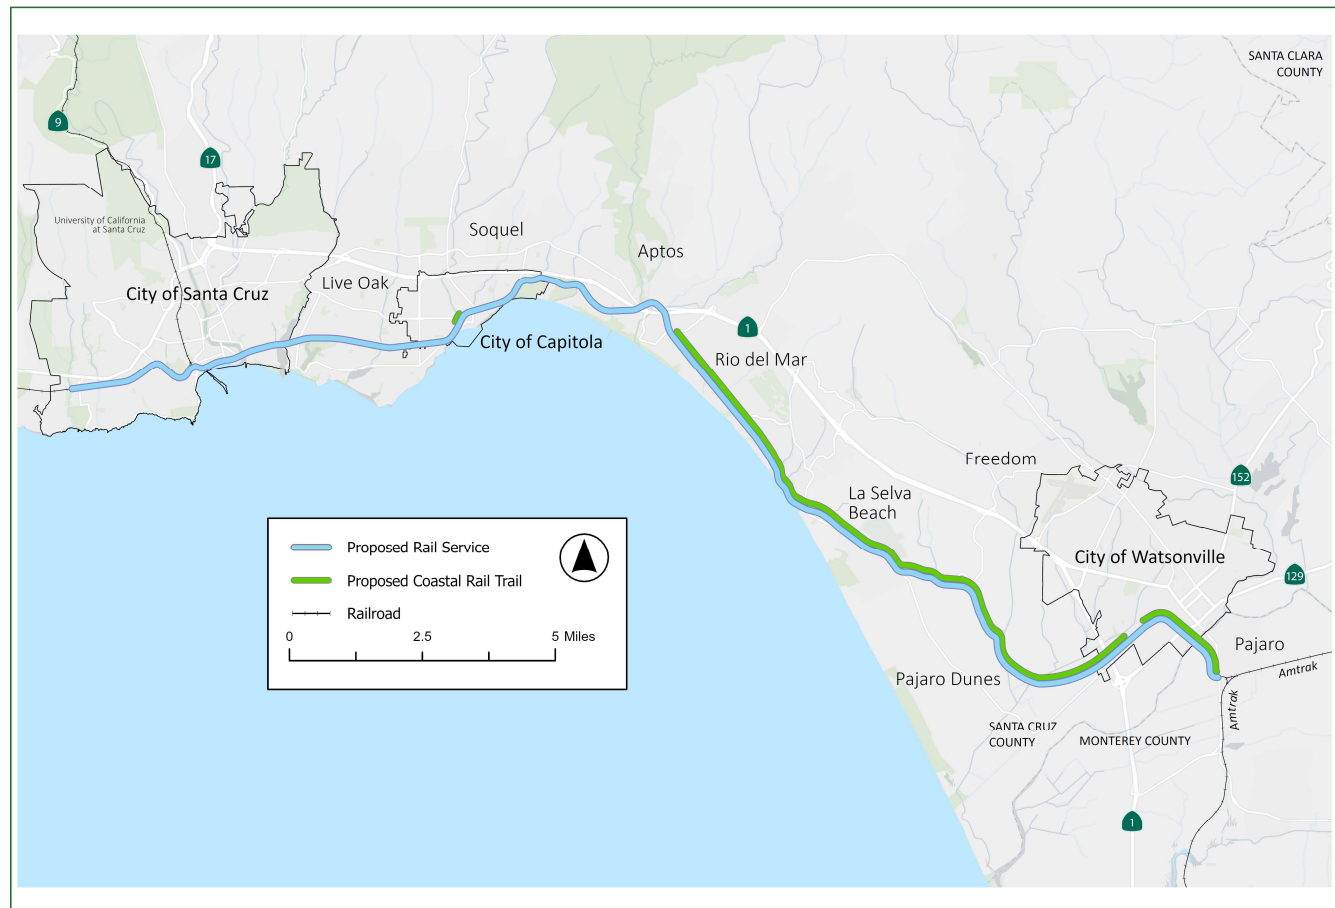 SANTA CLARA
COUNTY
9
17
University of California
at Santa Cruz
Soquel
Aptos
Live Oak
City of Santa Cruz
1
City of Capitola
Rio del Mar
Freedom
152
La Selva
Beach
City of Watsonville
129
Proposed Rail Service
Proposed Coastal Rail Trail
Railroad
0 2.5 5 Miles
Pajaro
Pajaro Dunes
Amtrak
Amtrak
SANTA CRUZ
COUNTY
MONTEREY COUNTY
1